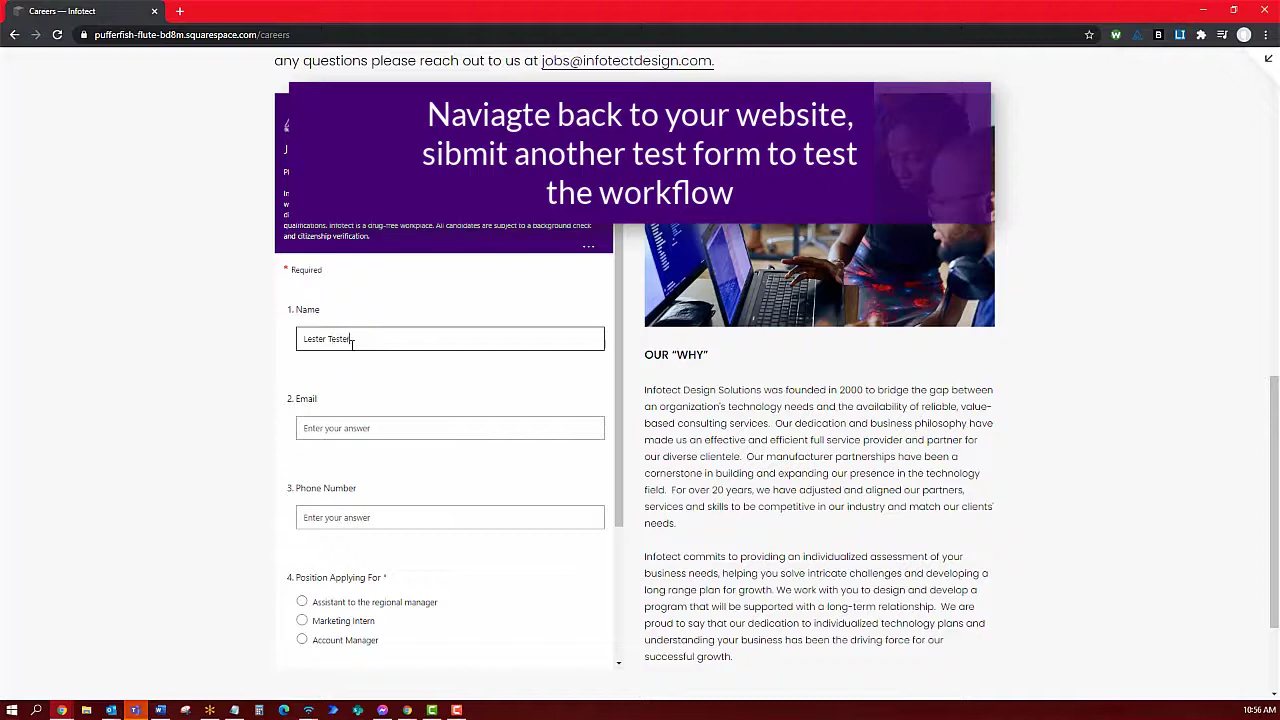 Careers — Infotect
pufferfish-flute-bd8m.squarespace.com/careers
any questions please reach out to us at jobs@infotectdesign.com.
Naviagte back to your website,
sibmit another test form to test
the workflow
qualifications. Infotect is a drug-free workplace. All candidates are subject to a background check
and citizenship verification.
* Required
1. Name
Lester Tester
2. Email
Enter your answer
3. Phone Number
Enter your answer
4. Position Applying For *
Assistant to the regional manager
Marketing Intern
Account Manager
OUR “WHY”
Infotect Design Solutions was founded in 2000 to bridge the gap between
an organization's technology needs and the availability of reliable, value-
based consulting services. Our dedication and business philosophy have
made us an effective and efficient full service provider and partner for
our diverse clientele. Our manufacturer partnerships have been a
cornerstone in building and expanding our presence in the technology
field. For over 20 years, we have adjusted and aligned our partners,
services and skills to be competitive in our industry and match our clients'
needs.
Infotect commits to providing an individualized assessment of your
business needs, helping you solve intricate challenges and developing a
long range plan for growth. We work with you to design and develop a
program that will be supported with a long-term relationship. We are
proud to say that our dedication to individualized technology plans and
understanding your business has been the driving force for our
successful growth.
10:56 AM